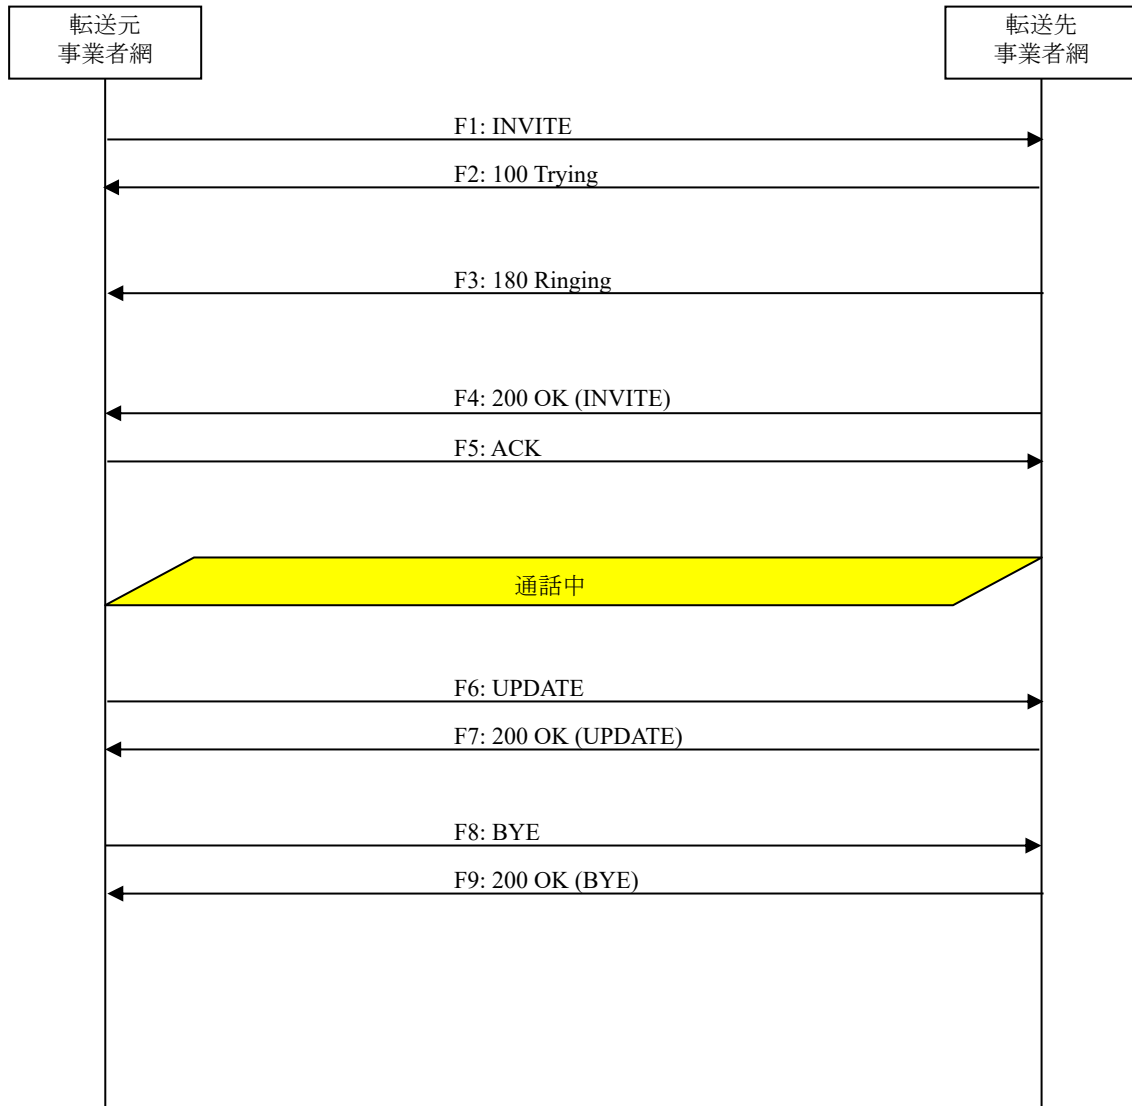 転送元
事業者網
転送先
事業者網
F1: INVITE
F2: 100 Trying
F3: 180 Ringing
F4: 200 OK (INVITE)
F5: ACK
通話中
F6: UPDATE
F7: 200 OK (UPDATE)
F8: BYE
F9: 200 OK (BYE)